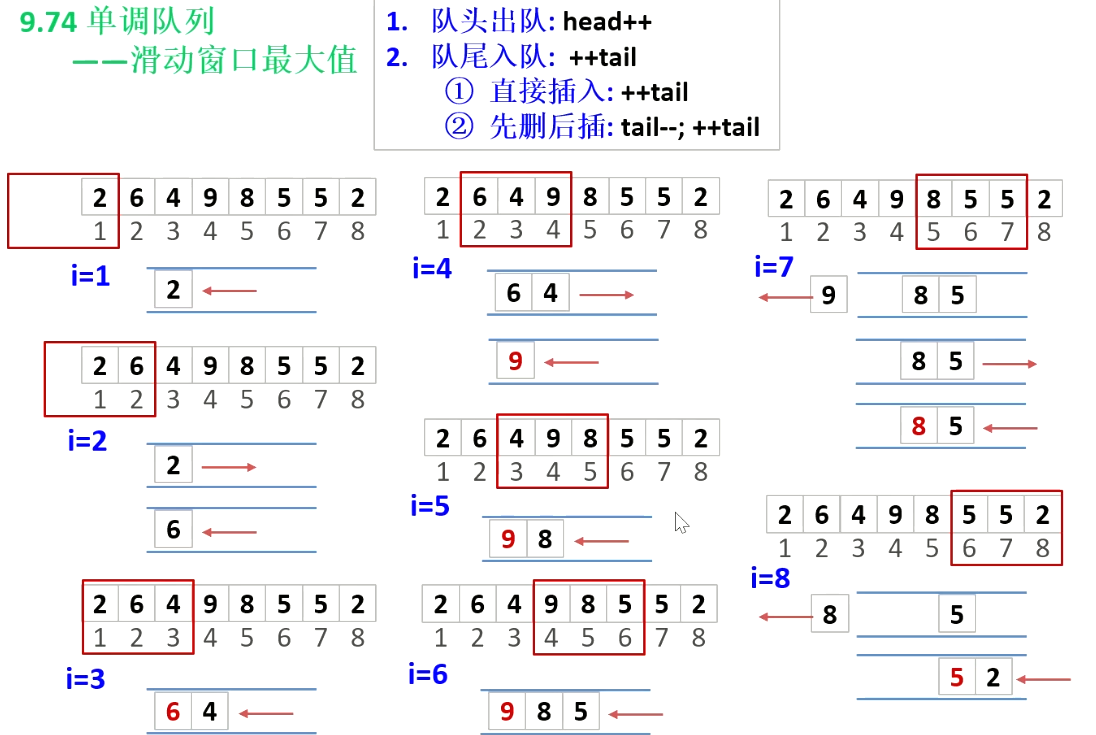 9.74 单调队列
——滑动窗口最大值
1. 队头出队: head++
2. 队尾入队: ++tail
① 直接插入: ++tail
② 先删后插: tail--; ++tail
2 6 4 9 8 5 5 2
1 2 3 4 5 6 7 8
i=1
2
2 6 4 9 8 5 5 2
1 2 3 4 5 6 7 8
i=2
2
6
2 6 4 9 8 5 5 2
1 2 3 4 5 6 7 8
i=3
6 4
2 6 4 9 8 5 5 2
1 2 3 4 5 6 7 8
i=4
6 4
9
2 6 4 9 8 5 5 2
1 2 3 4 5 6 7 8
i=5
9 8
2 6 4 9 8 5 5 2
1 2 3 4 5 6 7 8
i=6
9 8 5
2 6 4 9 8 5 5 2
1 2 3 4 5 6 7 8
i=7
9 8 5
8 5
8 5
2 6 4 9 8 5 5 2
1 2 3 4 5 6 7 8
i=8
8 5
5 2